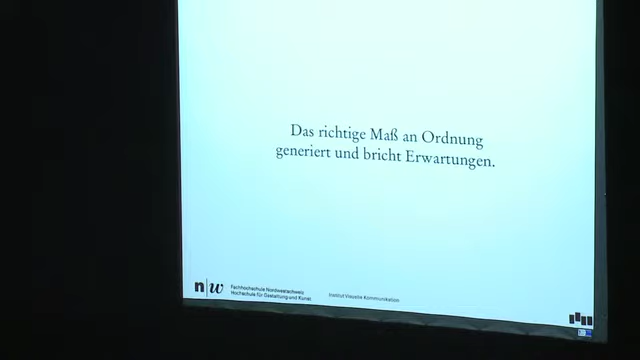 Das richtige Maß an Ordnung
generiert und bricht Erwartungen.
n|w
Fachhochschule Nordwestschweiz
Hochschule für Gestaltung und Kunst
Institut Visuelle Kommunikation